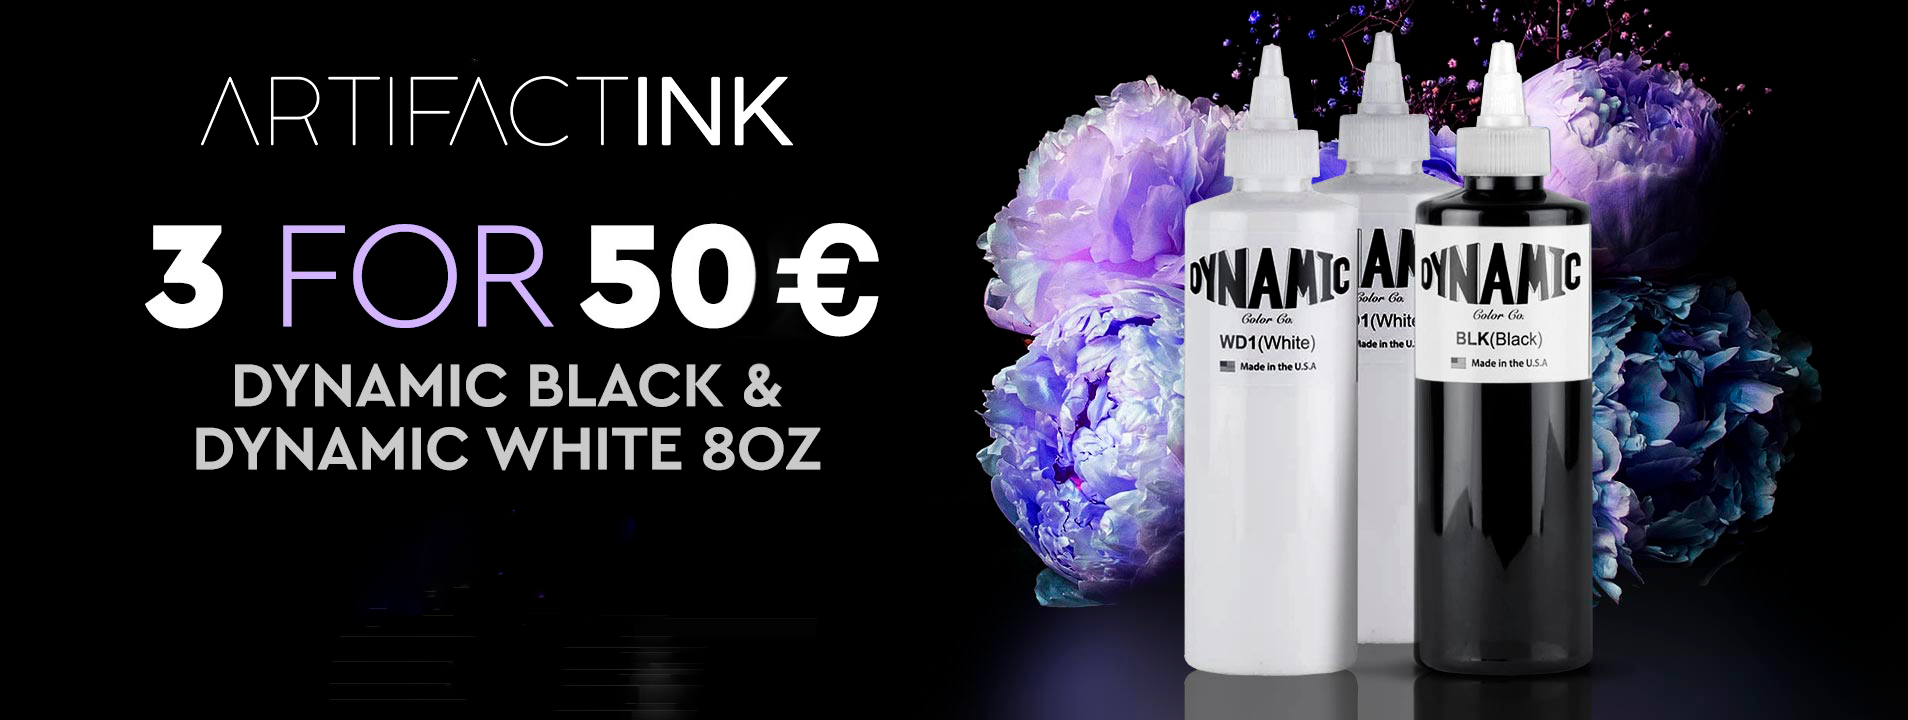 ARTIFACTINK
3 FOR 50 €
DYNAMIC BLACK &
DYNAMIC WHITE 8OZ
DYNAMIC
Color Co.
WD1(White)
Made in the U.S.A
AM
Color Co.
D1(White
Made in the U.
DYNAMIC
Color Co.
BLK(Black)
Made in the U.S.A